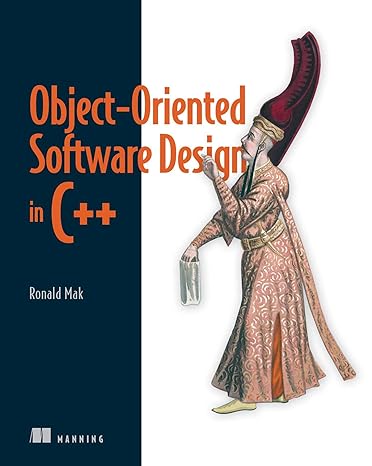 Object-Oriented
Software Design
in C++
Ronald Mak
MANNING